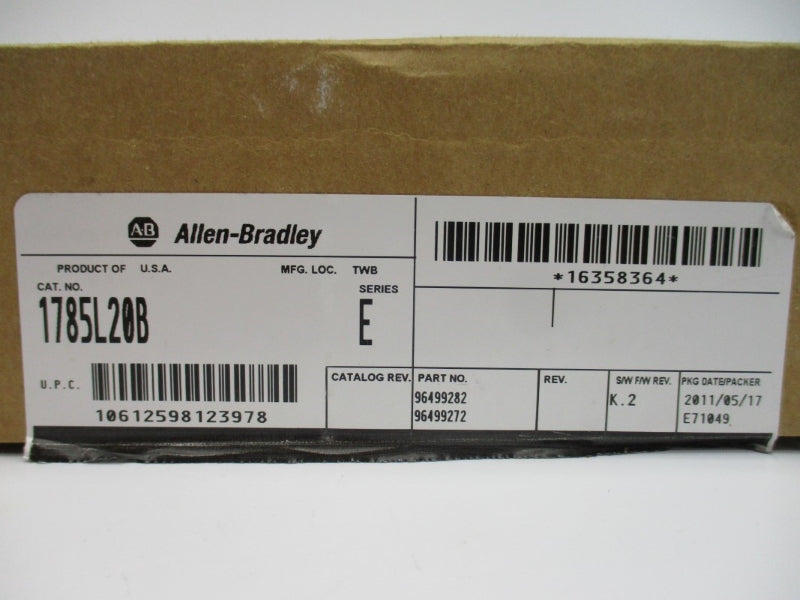 A·B Allen-Bradley
PRODUCT OF U.S.A. MFG. LOC. TWB
CAT. NO. SERIES
1785L20B E
U.P.C.
10612598123978
*16358364*
CATALOG REV. PART NO. REV. S/W F/W REV. PKG DATE/PACKER
96499282 K.2 2011/05/17
96499272 E71049